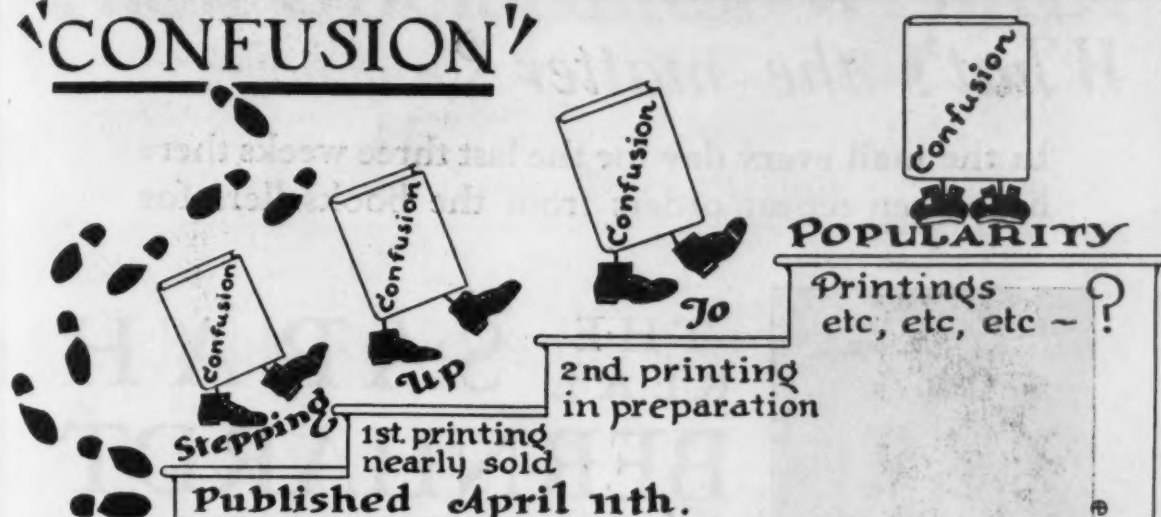 "CONFUSION"
Confusion
Confusion
Confusion
Confusion
Stepping
UP
To
POPULARITY
Published April 11th.
1st. printing
nearly sold
2nd. printing
in preparation
Printings
etc, etc, etc ~ ?